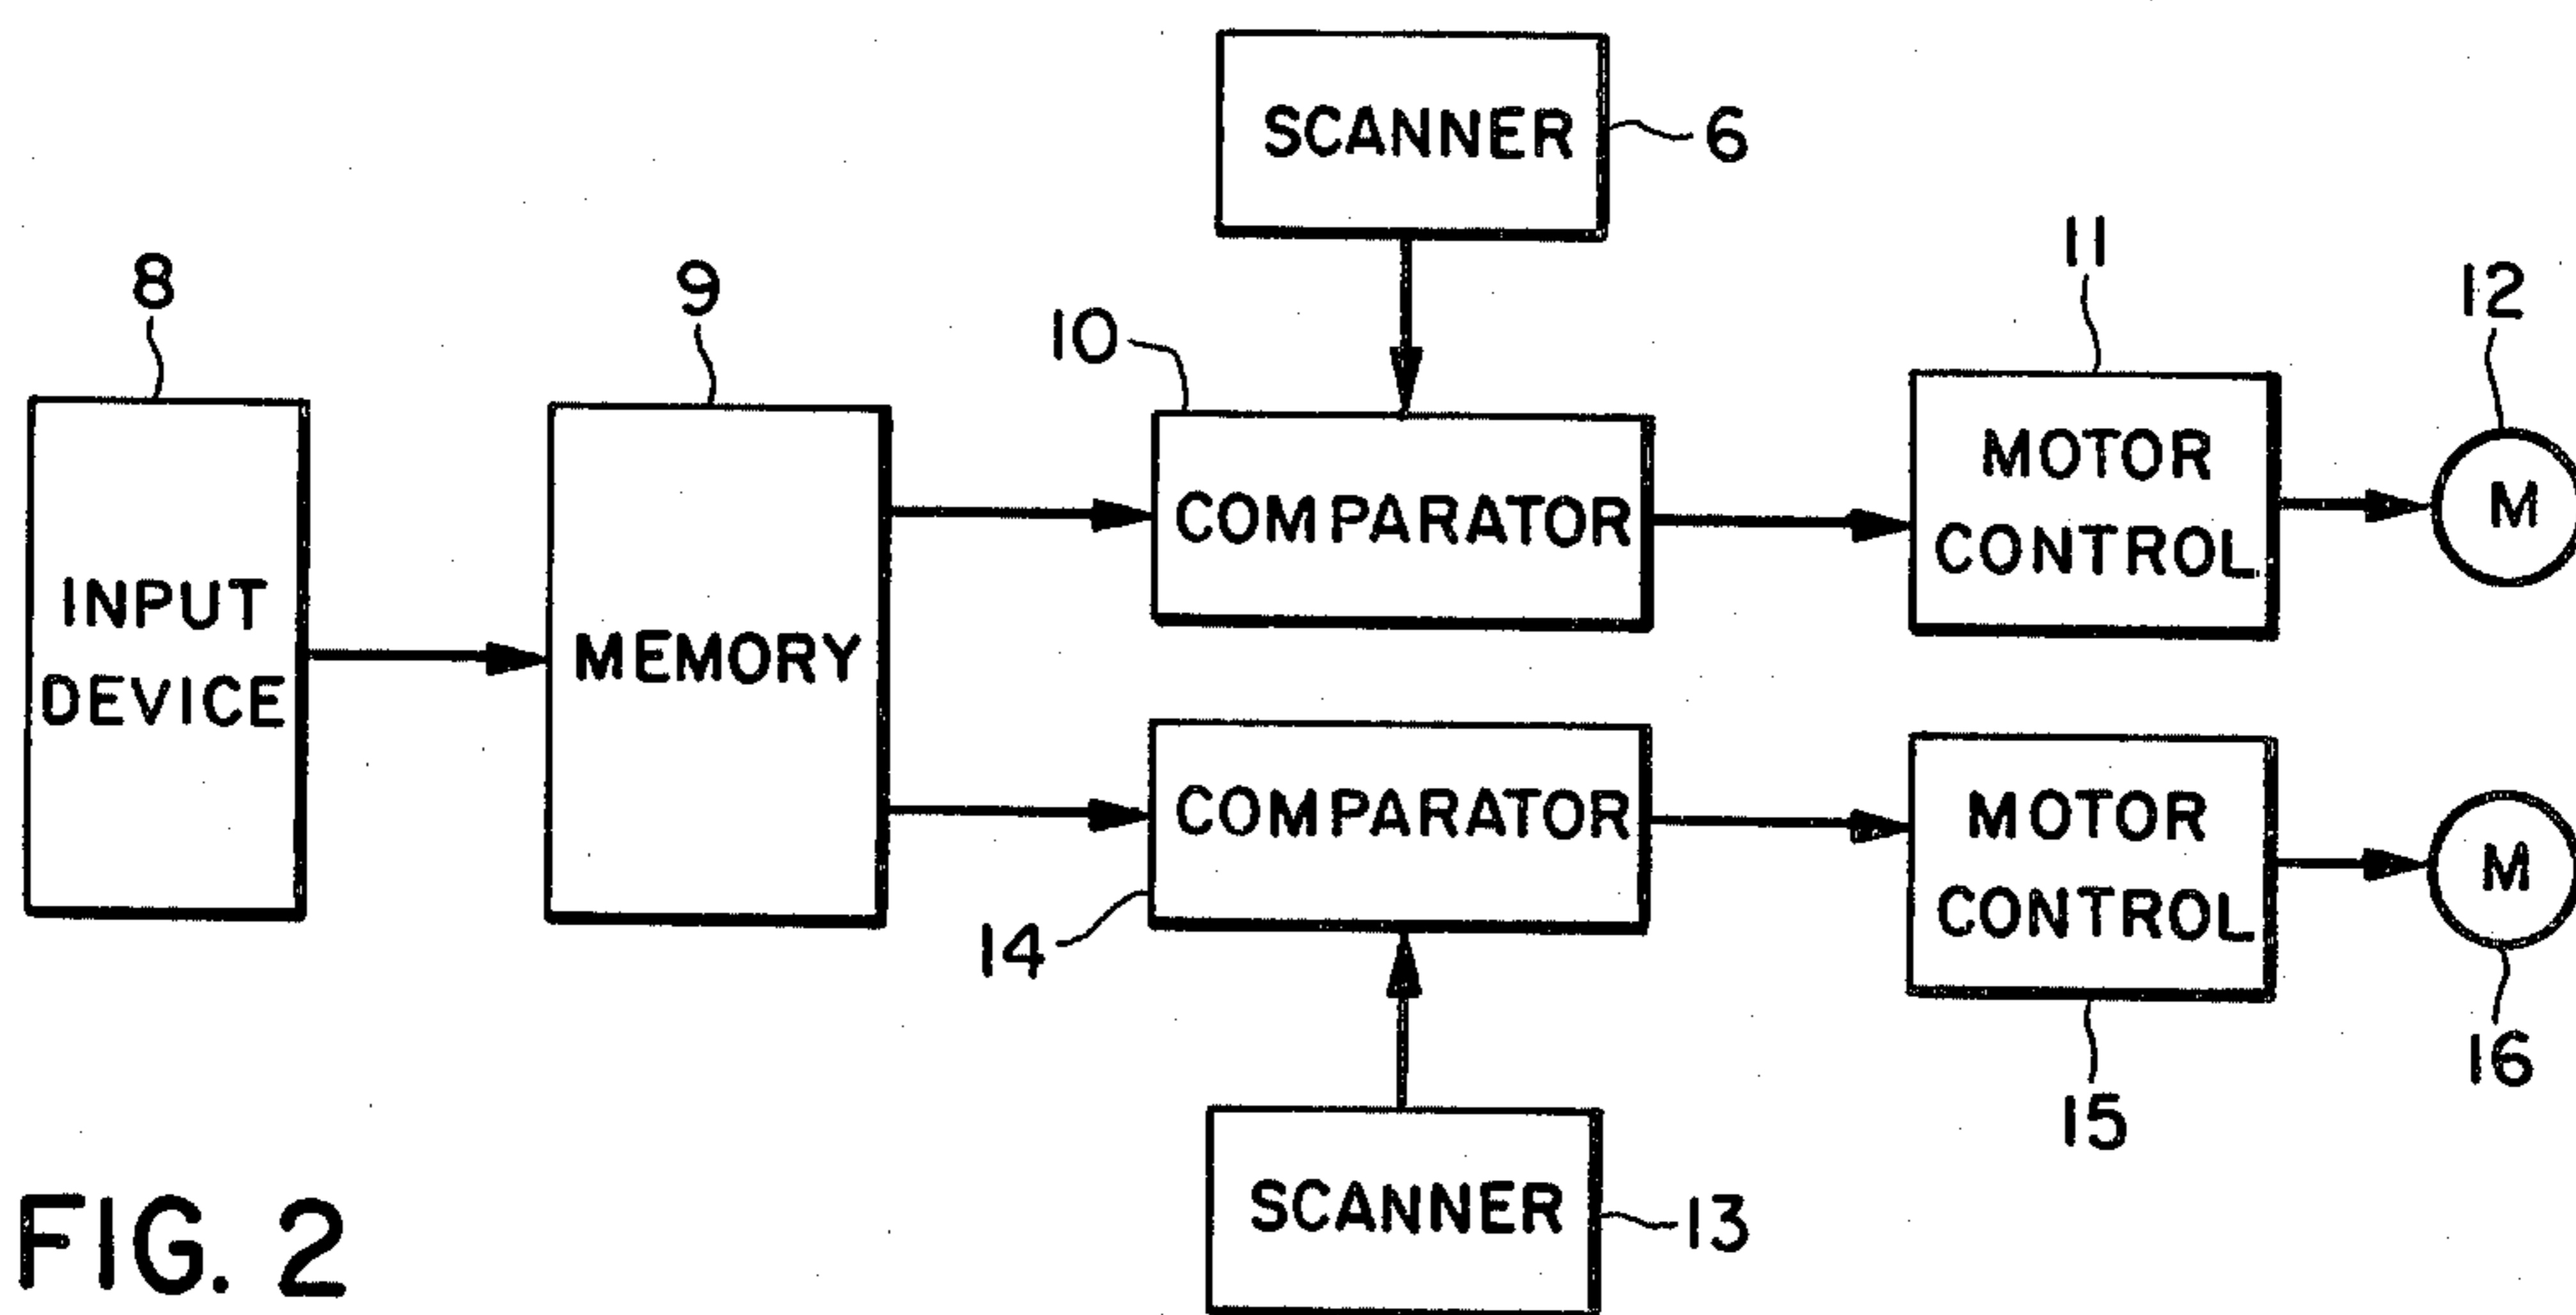 SCANNER
6
8
9
10
11
12
INPUT
DEVICE
MEMORY
COMPARATOR
MOTOR
CONTROL
M
COMPARATOR
14
MOTOR
CONTROL
M
15
16
SCANNER
13
FIG. 2